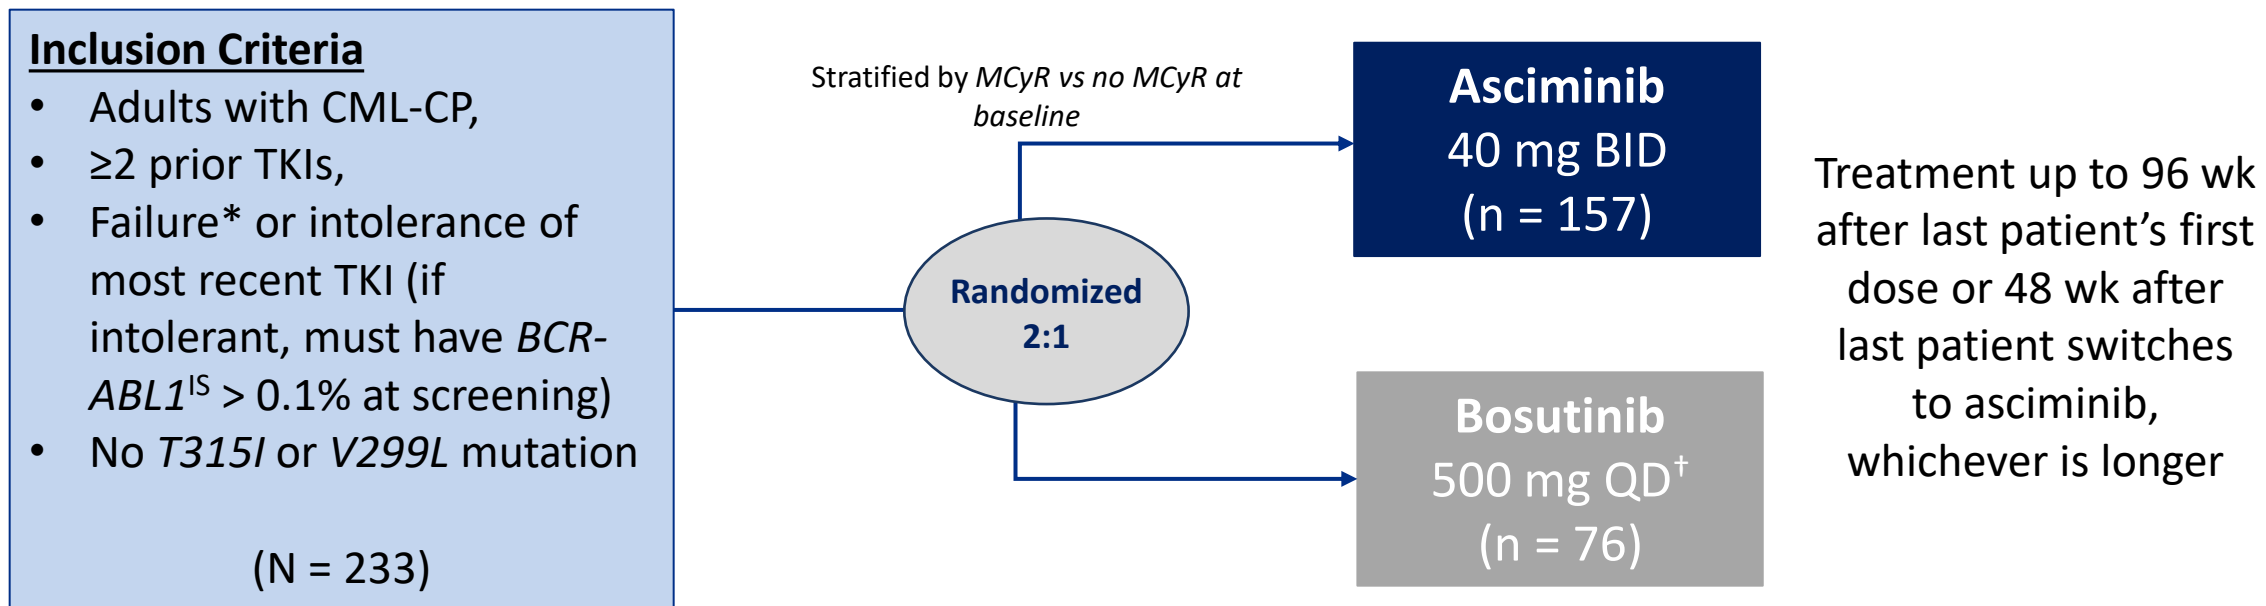 Inclusion Criteria
• Adults with CML-CP,
• ≥2 prior TKIs,
• Failure* or intolerance of
most recent TKI (if
intolerant, must have BCR-
ABL1ᴵˢ > 0.1% at screening)
• No T315I or V299L mutation
(N = 233)
Stratified by MCyR vs no MCyR at
baseline
Randomized
2:1
Asciminib
40 mg BID
(n = 157)
Bosutinib
500 mg QD†
(n = 76)
Treatment up to 96 wk
after last patient’s first
dose or 48 wk after
last patient switches
to asciminib,
whichever is longer